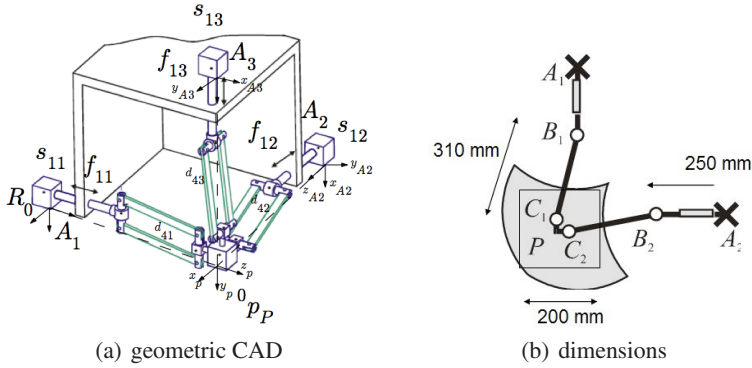 s13
f13 A3
xA3
yA3
A2
f12 s12
yA2
xA2
zA2
s11 f11
R0
A1
d43
d42
d41
xp
zp
yp
0pP
A1
B1
310 mm
250 mm
C1
P C2
B2
A2
200 mm
(a) geometric CAD
(b) dimensions